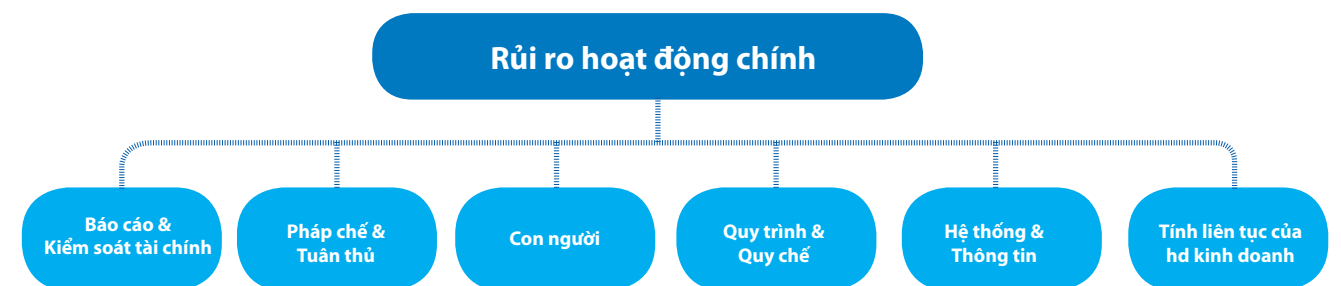 Rủi ro hoạt động chính
Báo cáo &
Kiểm soát tài chính
Pháp chế &
Tuân thủ
Con người
Quy trình &
Quy chế
Hệ thống &
Thông tin
Tính liên tục của
hd kinh doanh